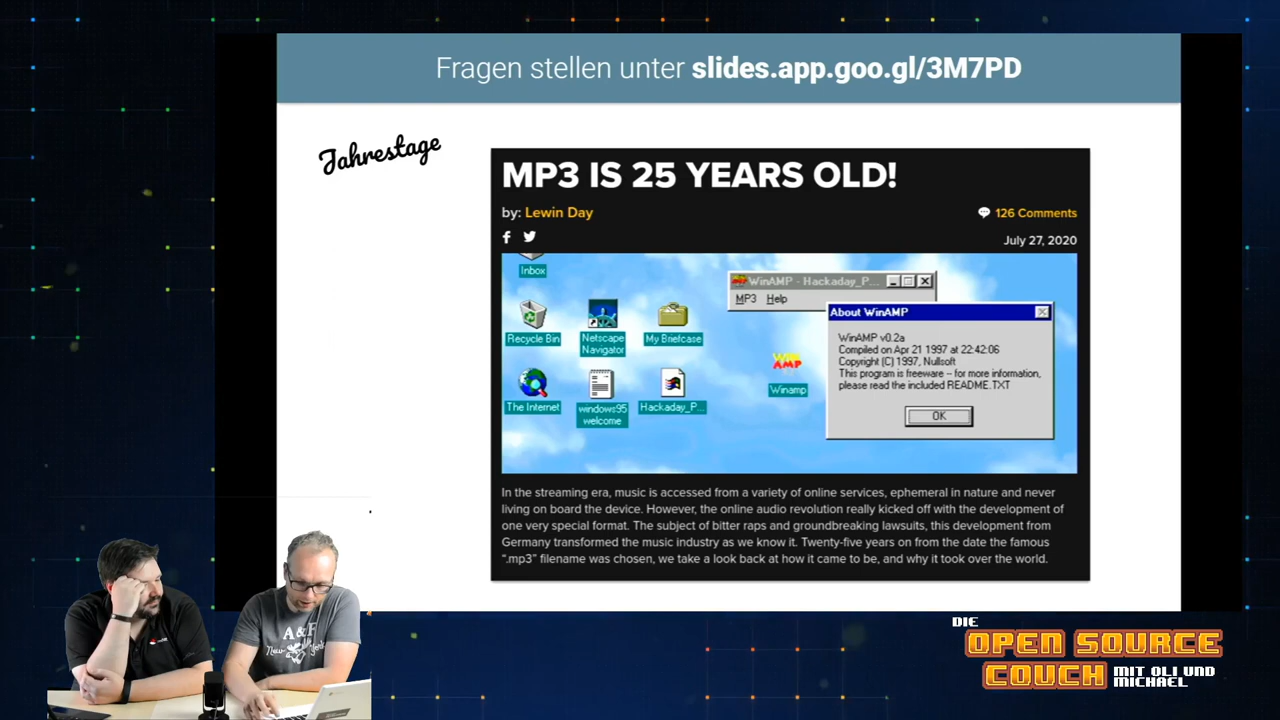 Fragen stellen unter slides.app.goo.gl/3M7PD
Jahrestage
MP3 IS 25 YEARS OLD!
by: Lewin Day
126 Comments
July 27, 2020
Inbox
Recycle Bin
Netscape
Navigator
My Briefcase
The Internet
windows95
welcome
Hackaday_P...
WIN
AMP
Winamp
WinAMP - Hackaday_P...
MP3 Help
About WinAMP
WinAMP v0.2a
Compiled on Apr 21 1997 at 22:42:06
Copyright (C) 1997, Nullsoft
This program is freeware -- for more information,
please read the included README.TXT
OK
In the streaming era, music is accessed from a variety of online services, ephemeral in nature and never
living on board the device. However, the online audio revolution really kicked off with the development of
one very special format. The subject of bitter raps and groundbreaking lawsuits, this development from
Germany transformed the music industry as we know it. Twenty-five years on from the date the famous
“.mp3” filename was chosen, we take a look back at how it came to be, and why it took over the world.
A & F
New York
DIE
OPEN SOURCE
COUCH
MIT OLI UND
MICHAEL